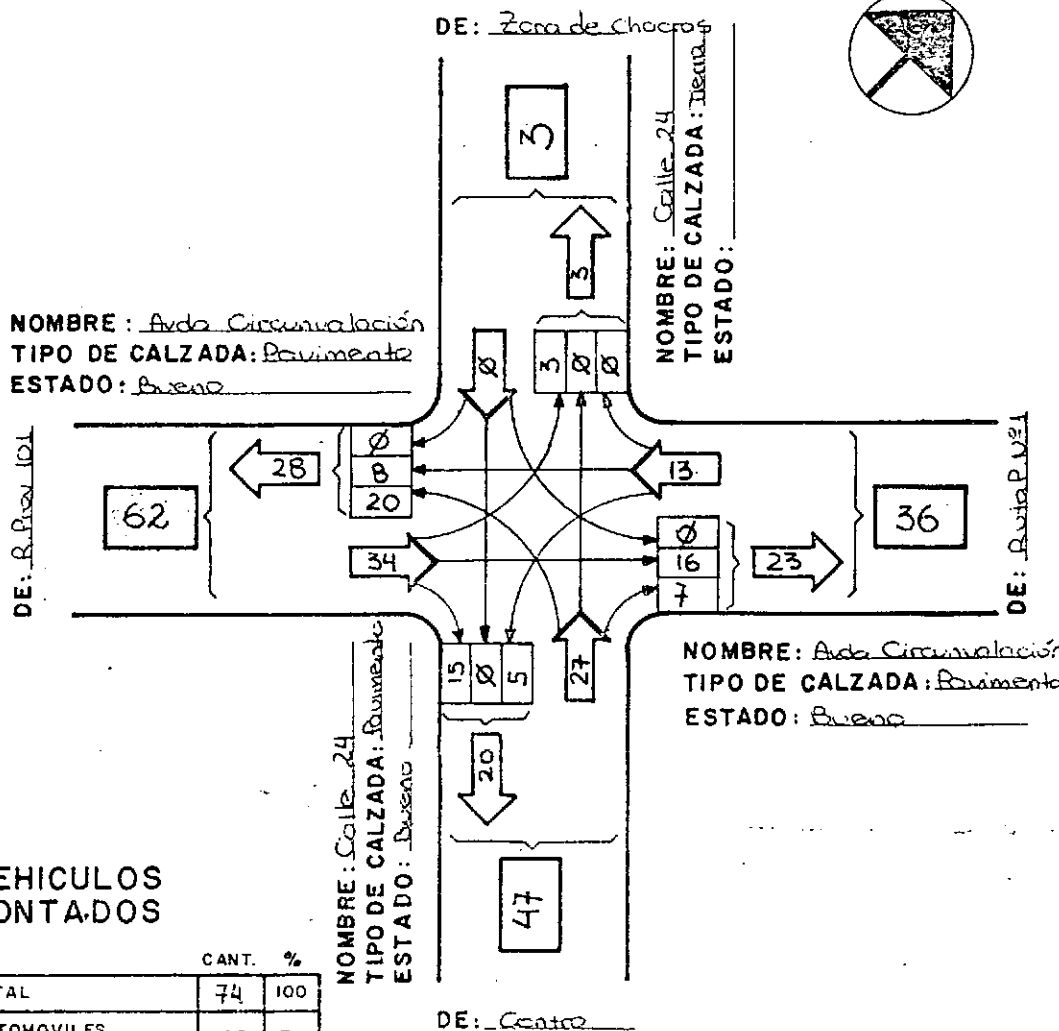 DE: Zona de Chacras
3
NOMBRE: Calle 24
TIPO DE CALZADA: Tierra
ESTADO:
3
3 Ø Ø
Ø
NOMBRE: Avda Circunvalación
TIPO DE CALZADA: Pavimento
ESTADO: Bueno
DE: R. Prov 101
62
28
Ø
8
20
34
13
Ø
16
7
23
36
DE: Ruta P. Nº 1
NOMBRE: Avda Circunvalación
TIPO DE CALZADA: Pavimento
ESTADO: Bueno
15 Ø 5
27
20
47
NOMBRE: Calle 24
TIPO DE CALZADA: Pavimento
ESTADO: Bueno
DE: Centro
EHICULOS
ONTADOS
CANT. %
TAL 74 100
TOMOVILES